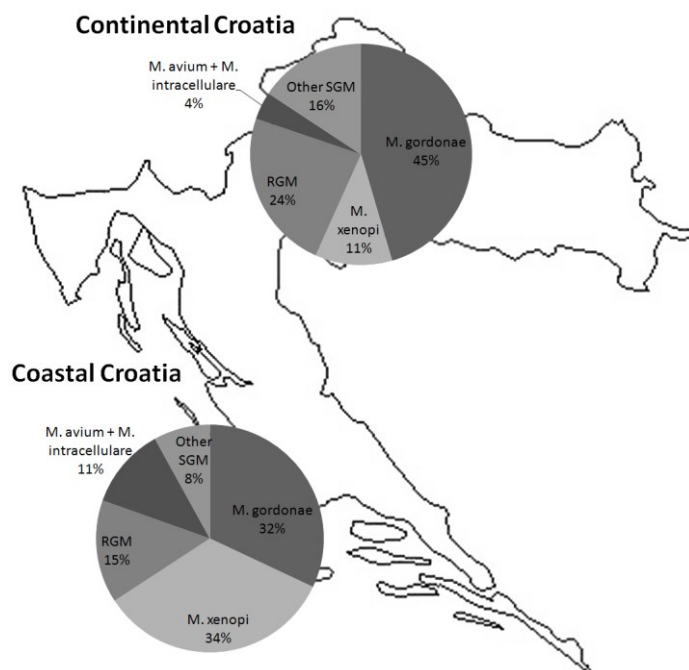 Continental Croatia
M. avium + M.
intracellulare
4%
Other SGM
16%
M. gordonae
45%
RGM
24%
M.
xenopi
11%
Coastal Croatia
M. avium + M.
intracellulare
11%
Other
SGM
8%
M. gordonae
32%
RGM
15%
M. xenopi
34%